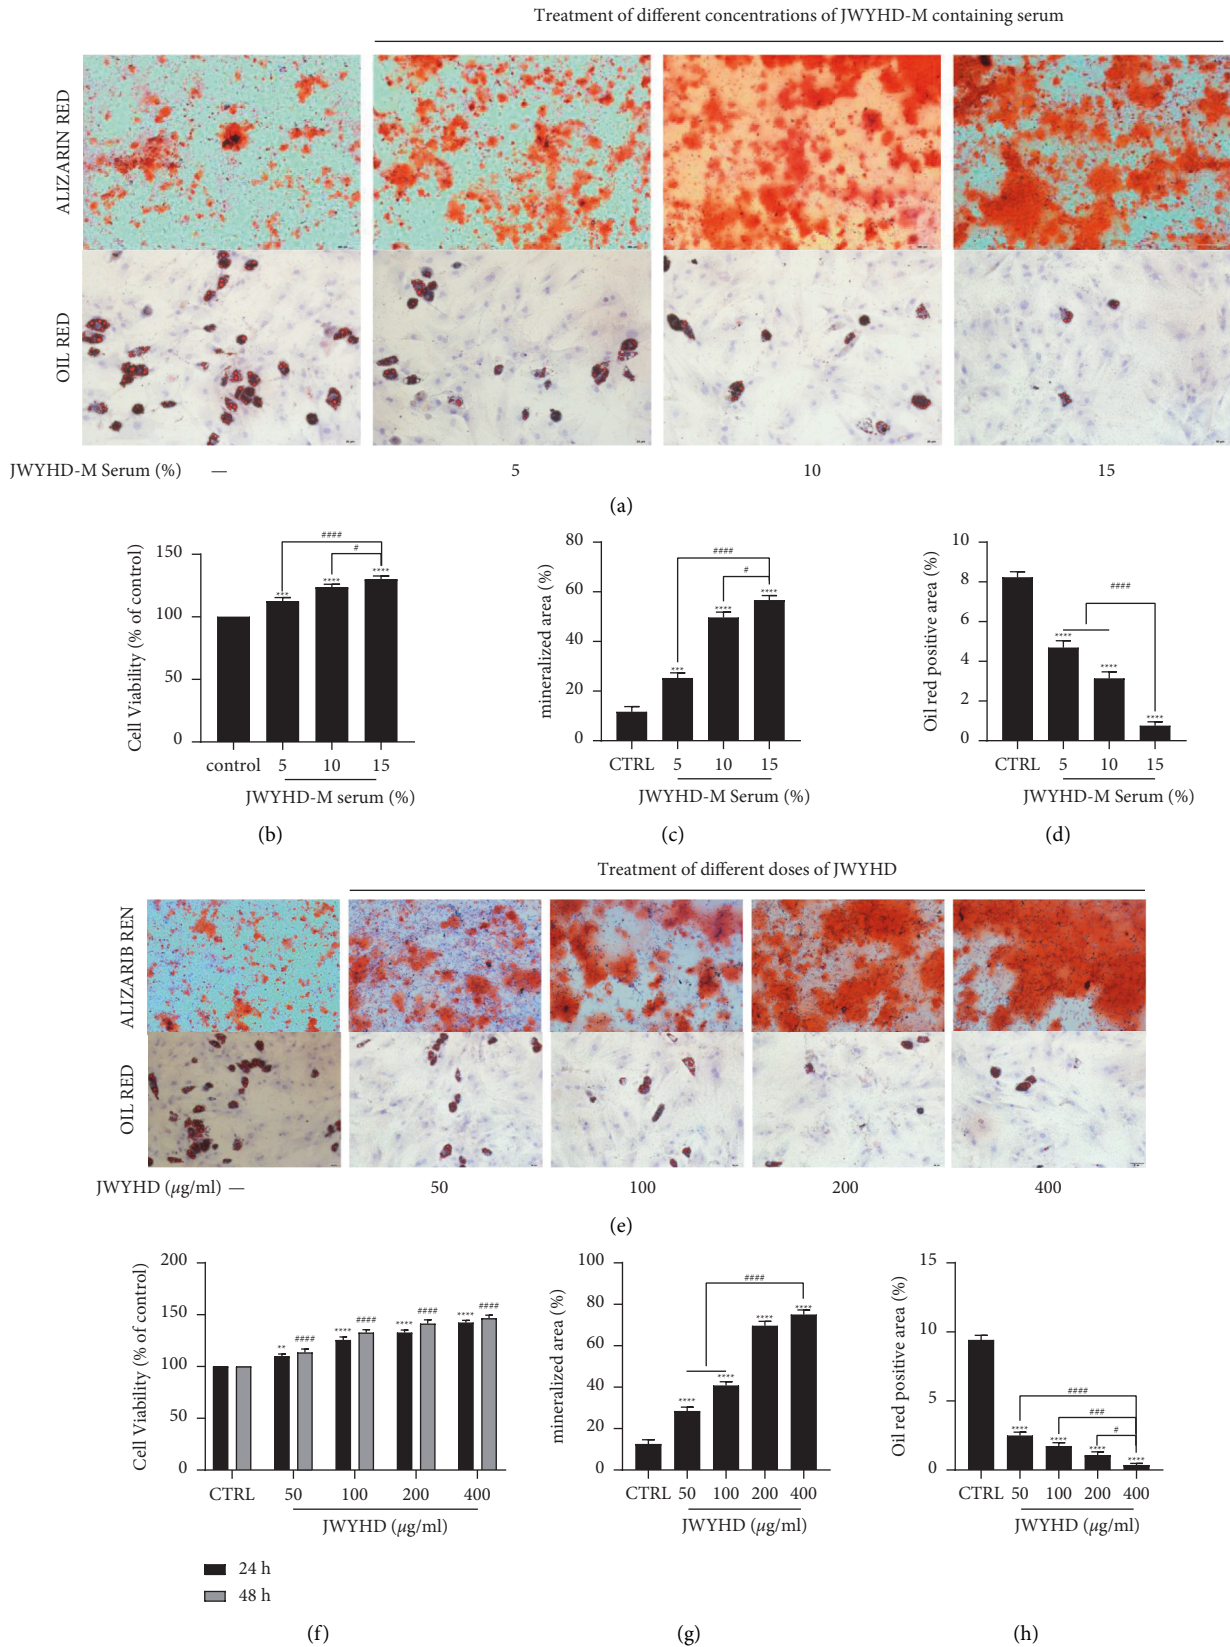 Treatment of different concentrations of JWYHD-M containing serum
ALIZARIN RED
OIL RED
JWYHD-M Serum (%) — 5 10 15
(a)
Cell Viability (% of control)
150
100
50
0
*** **** ****
#### #
control 5 10 15
JWYHD-M serum (%)
(b)
mineralized area (%)
80
60
40
20
0
*** **** ****
#### #
CTRL 5 10 15
JWYHD-M Serum (%)
(c)
Oil red positive area (%)
10
8
6
4
2
0
**** **** ****
####
CTRL 5 10 15
JWYHD-M Serum (%)
(d)
Treatment of different doses of JWYHD
ALIZARIB REN
OIL RED
JWYHD (µg/ml) — 50 100 200 400
(e)
Cell Viability (% of control)
200
150
100
50
0
** #### **** #### **** #### **** ####
CTRL 50 100 200 400
JWYHD (µg/ml)
24 h
48 h
(f)
mineralized area (%)
100
80
60
40
20
0
**** **** **** ****
####
CTRL 50 100 200 400
JWYHD (µg/ml)
(g)
Oil red positive area (%)
15
10
5
0
**** **** **** ****
#### ### #
CTRL 50 100 200 400
JWYHD (µg/ml)
(h)